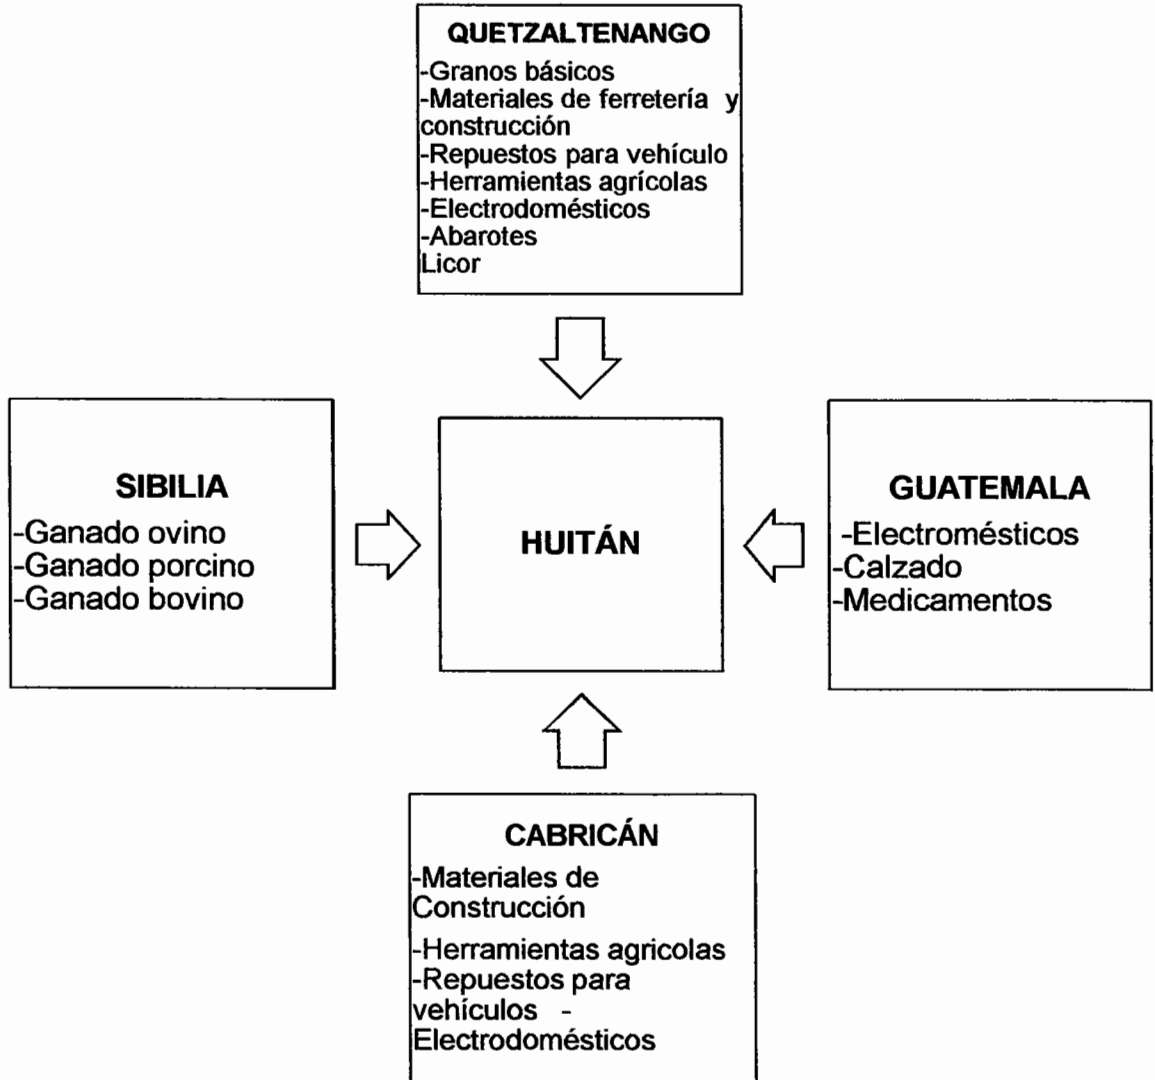 QUETZALTENANGO
-Granos básicos
-Materiales de ferretería y
construcción
-Repuestos para vehículo
-Herramientas agrícolas
-Electrodomésticos
-Abarotes
Licor
SIBILIA
-Ganado ovino
-Ganado porcino
-Ganado bovino
HUITÁN
GUATEMALA
-Electromésticos
-Calzado
-Medicamentos
CABRICÁN
-Materiales de
Construcción
-Herramientas agricolas
-Repuestos para
vehículos -
Electrodomésticos